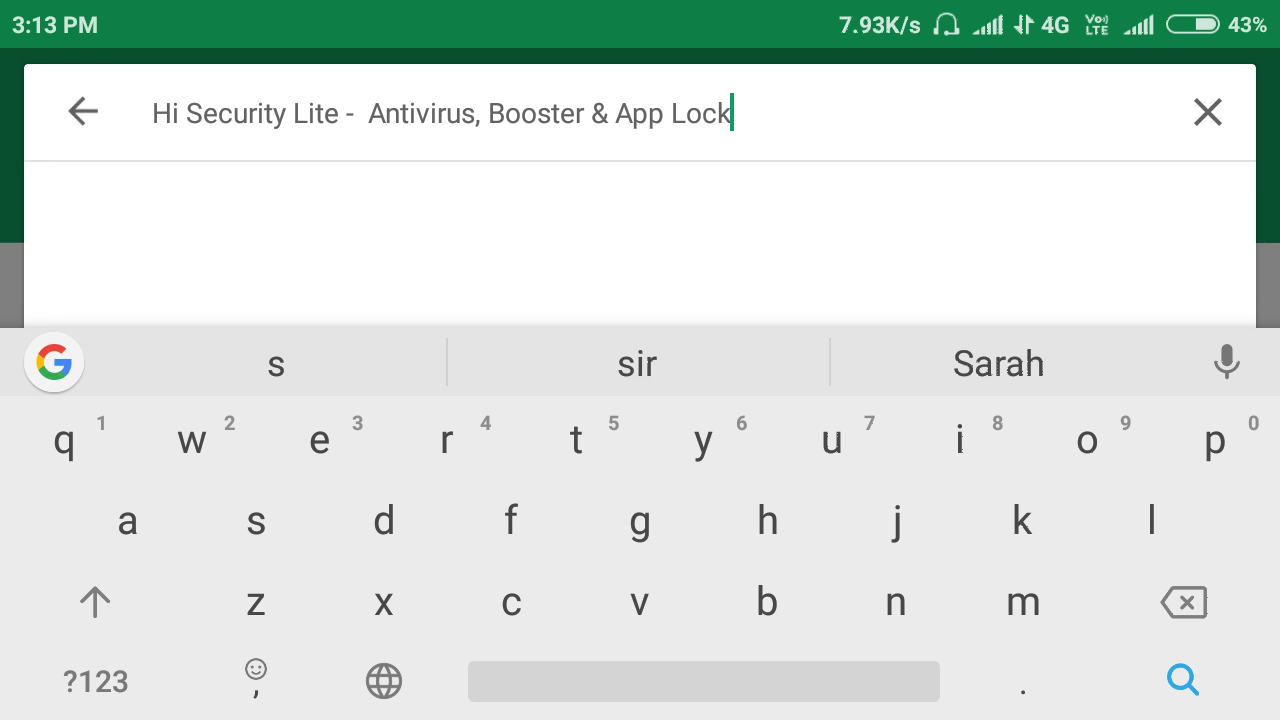 3:13 PM 7.93K/s 4G Vo) LTE 43%
Hi Security Lite -  Antivirus, Booster & App Lock
G s sir Sarah
q 1 w 2 e 3 r 4 t 5 y 6 u 7 i 8 o 9 p 0
a s d f g h j k l
z x c v b n m
?123 , .